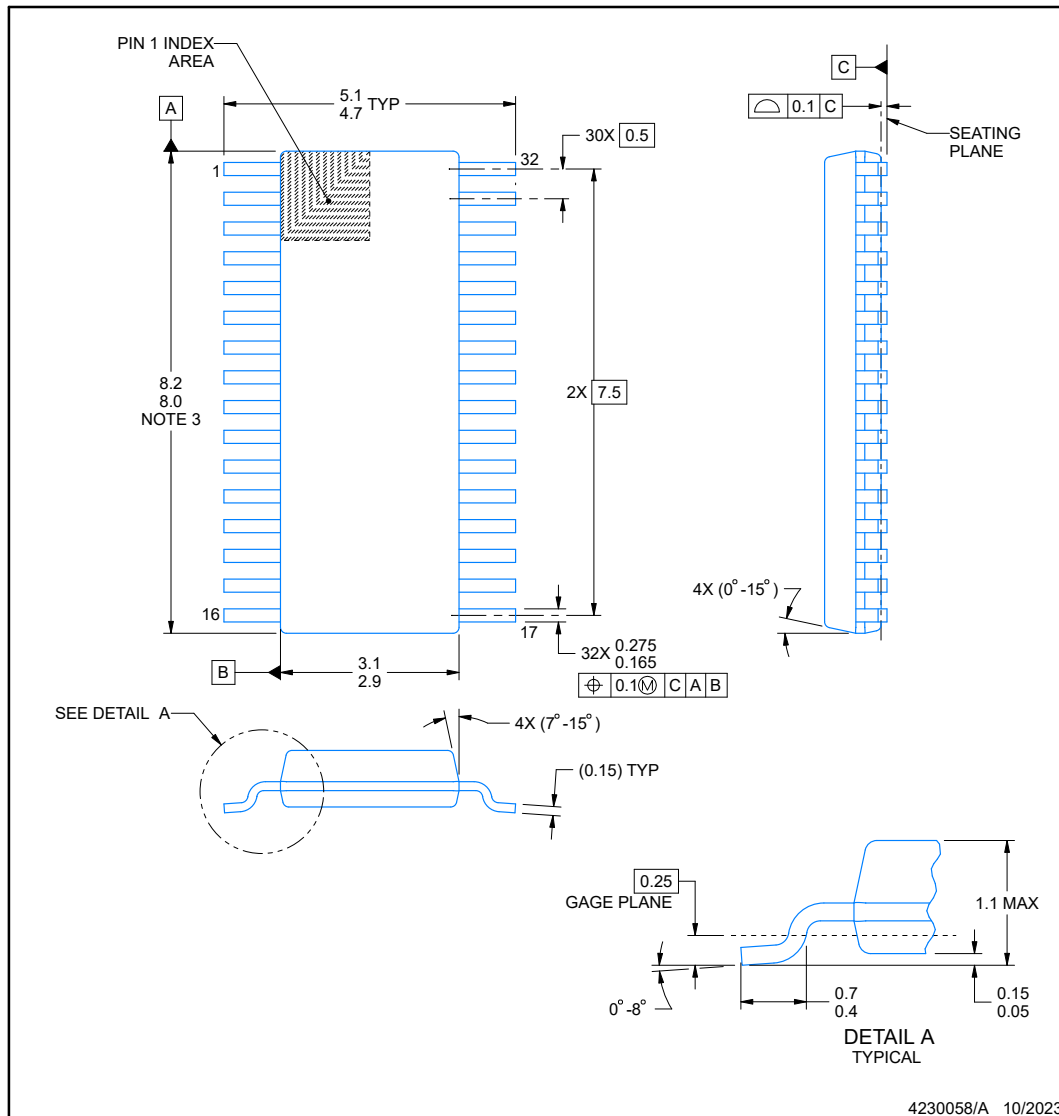 PIN 1 INDEX
AREA
A
5.1
4.7
TYP
30X 0.5
C
0.1 C
SEATING
PLANE
1
32
8.2
8.0
NOTE 3
2X 7.5
4X (0°-15°)
16
17
32X 0.275
0.165
0.1 Ⓜ C A B
B
3.1
2.9
SEE DETAIL A
4X (7°-15°)
(0.15) TYP
0.25
GAGE PLANE
1.1 MAX
0°-8°
0.7
0.4
0.15
0.05
DETAIL A
TYPICAL
4230058/A 10/2023